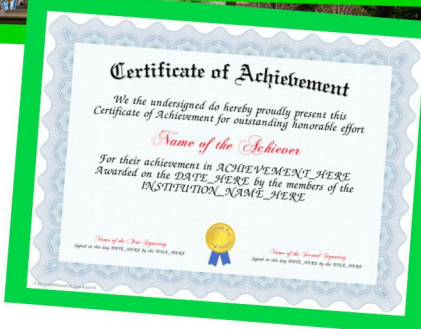 Certificate of Achievement
We the undersigned do hereby proudly present this
Certificate of Achievement for outstanding honorable effort
Name of the Achiever
For their achievement in ACHIEVEMENT_HERE
Awarded on the DATE_HERE by the members of the
INSTITUTION_NAME_HERE
Name of the First Signatory
Signed on this day DATE_HERE by the TITLE_HERE
Name of the Second Signatory
Signed on this day DATE_HERE by the TITLE_HERE